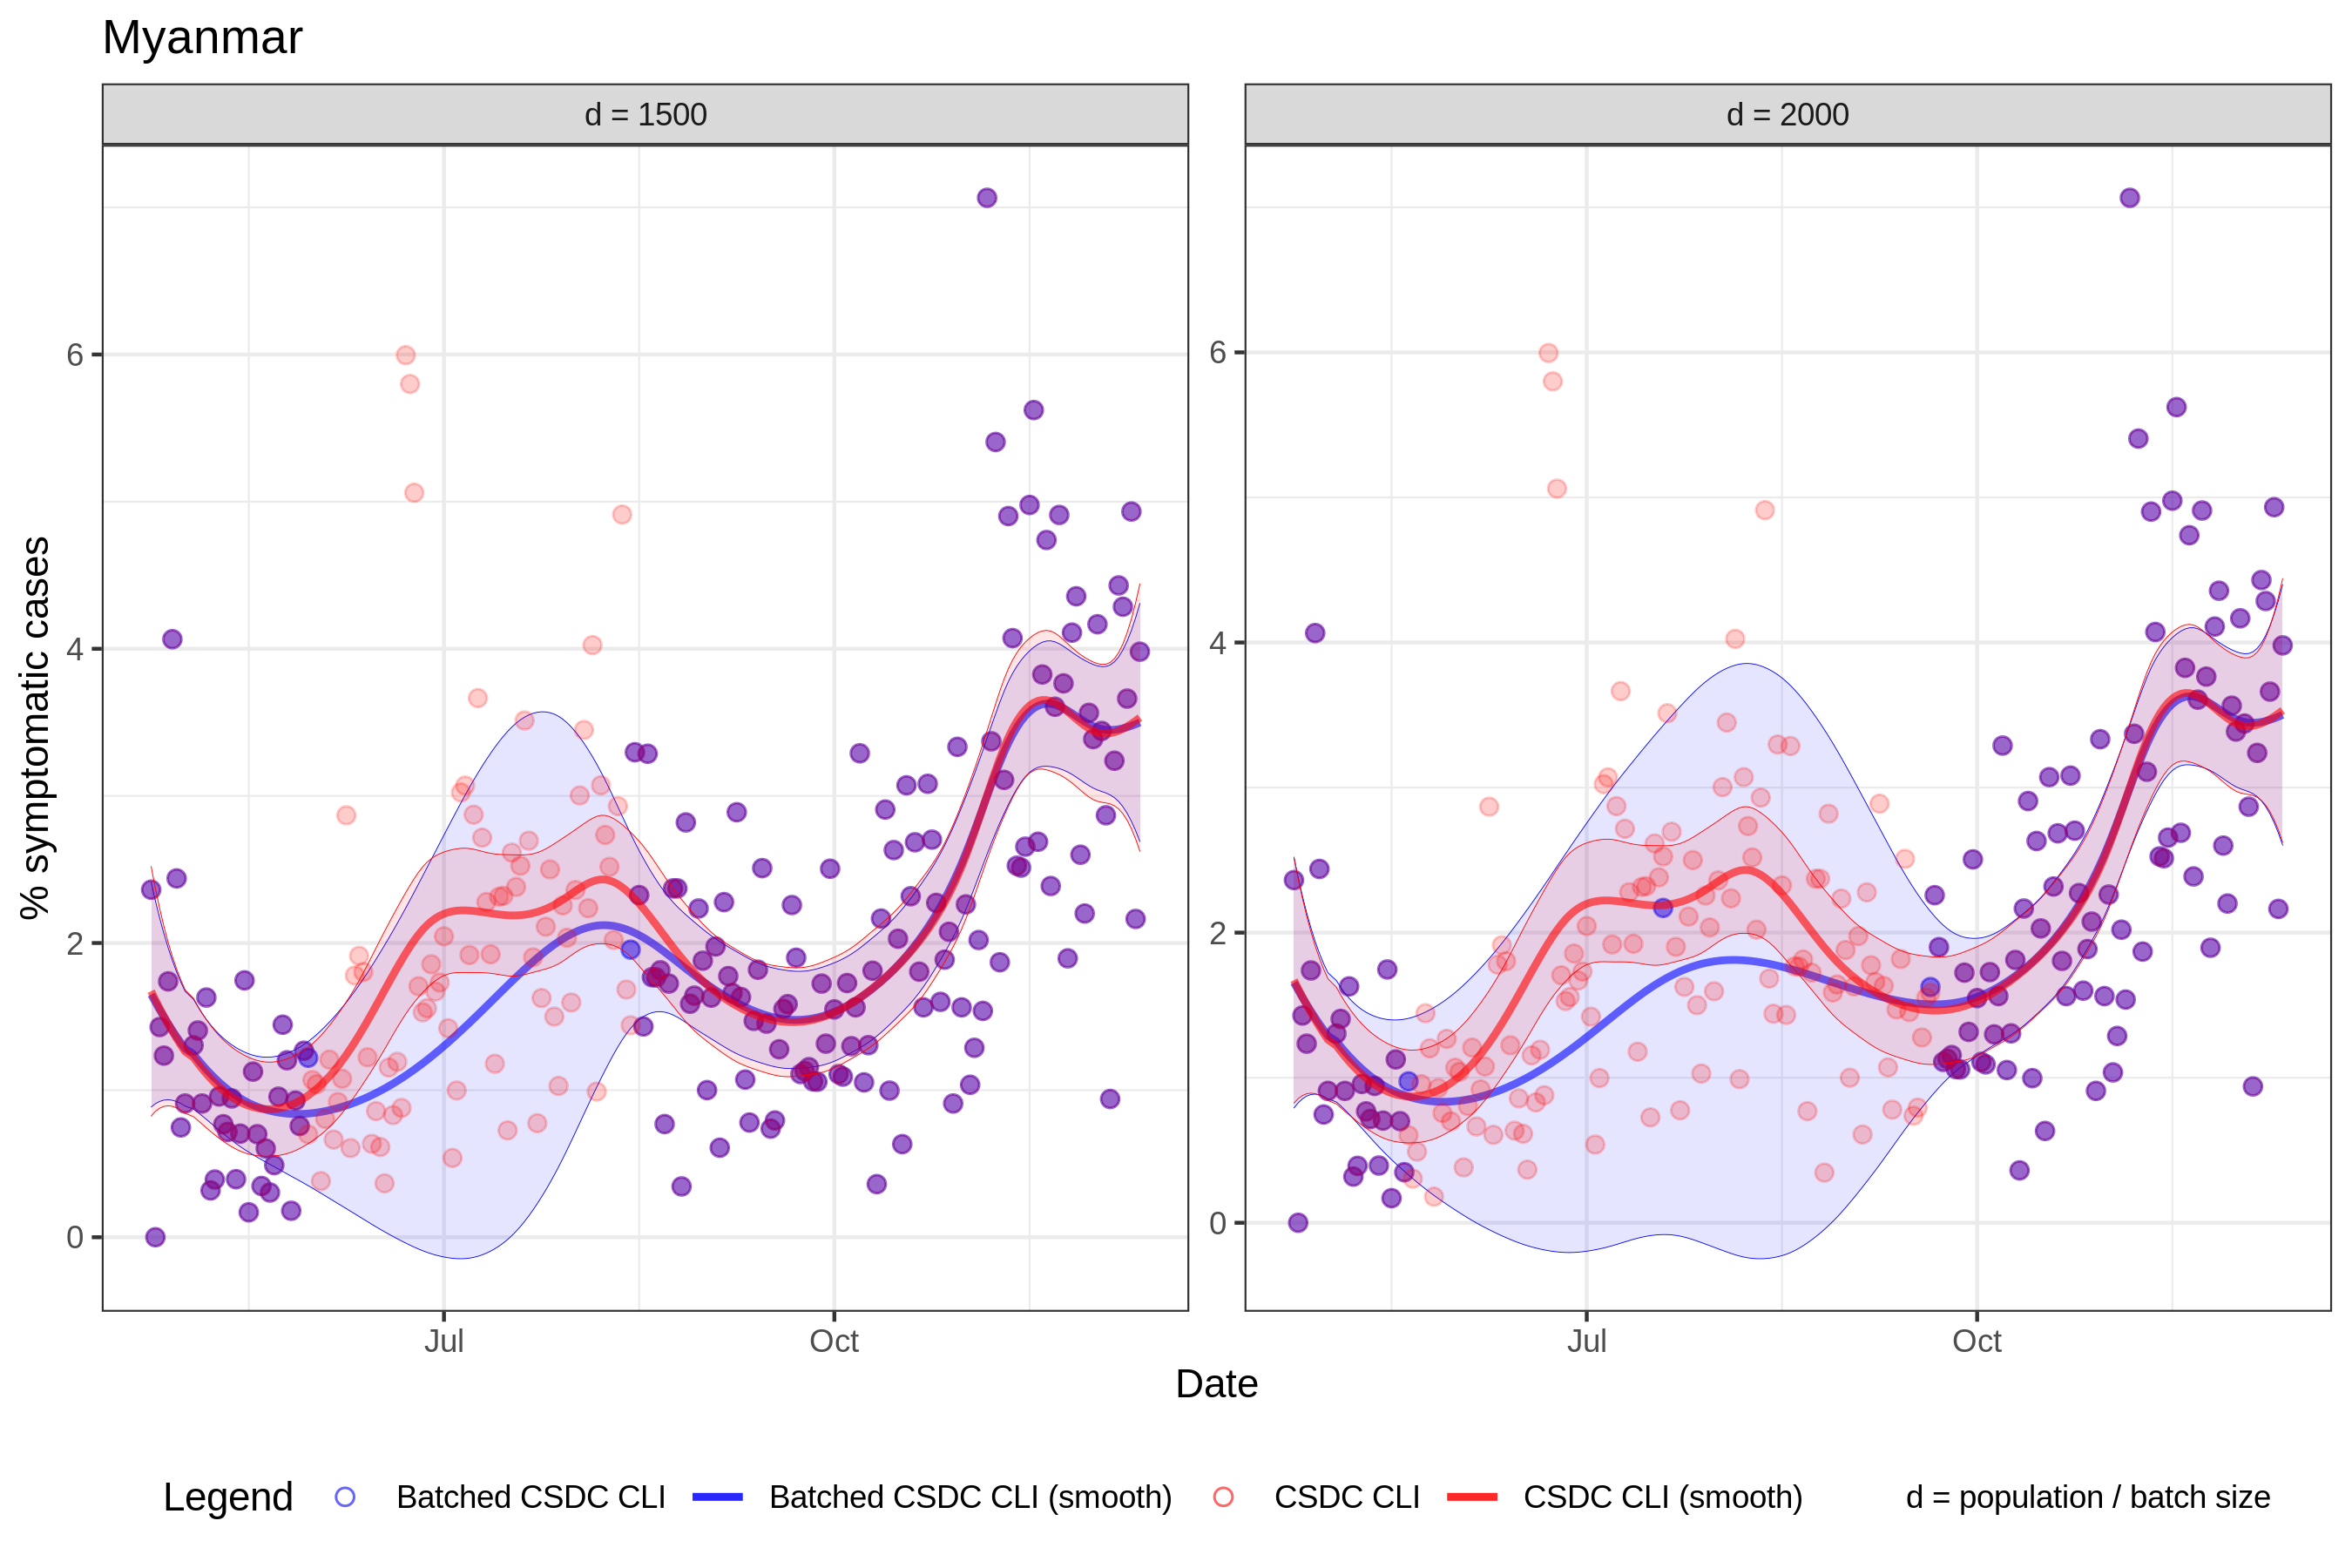 Myanmar
d = 1500
d = 2000
% symptomatic cases
6
4
2
0
6
4
2
0
Jul
Oct
Jul
Oct
Date
Legend
Batched CSDC CLI
Batched CSDC CLI (smooth)
CSDC CLI
CSDC CLI (smooth)
d = population / batch size